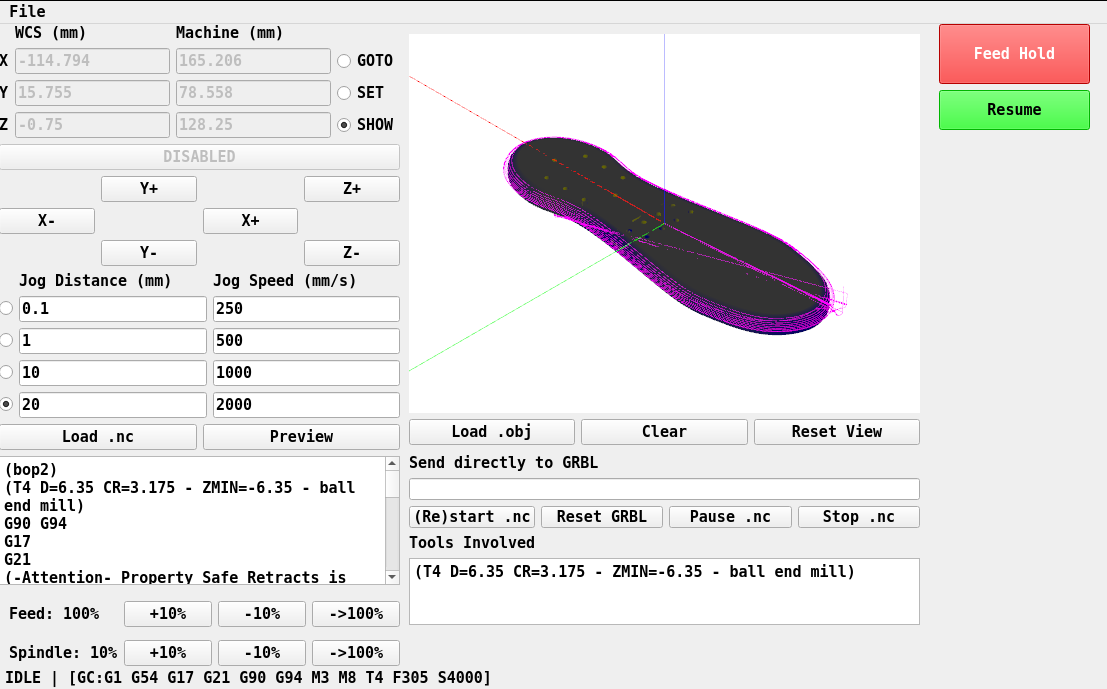 File
WCS (mm) Machine (mm)
X -114.794 165.206 GOTO
Y 15.755 78.558 SET
Z -0.75 128.25 SHOW
DISABLED
Y+ Z+
X- X+
Y- Z-
Jog Distance (mm) Jog Speed (mm/s)
0.1 250
1 500
10 1000
20 2000
Load .nc Preview
(bop2)
(T4 D=6.35 CR=3.175 - ZMIN=-6.35 - ball
end mill)
G90 G94
G17
G21
(-Attention- Property Safe Retracts is
Feed: 100% +10% -10% ->100%
Spindle: 10% +10% -10% ->100%
IDLE | [GC:G1 G54 G17 G21 G90 G94 M3 M8 T4 F305 S4000]
Load .obj Clear Reset View
Send directly to GRBL
(Re)start .nc Reset GRBL Pause .nc Stop .nc
Tools Involved
(T4 D=6.35 CR=3.175 - ZMIN=-6.35 - ball end mill)
Feed Hold
Resume